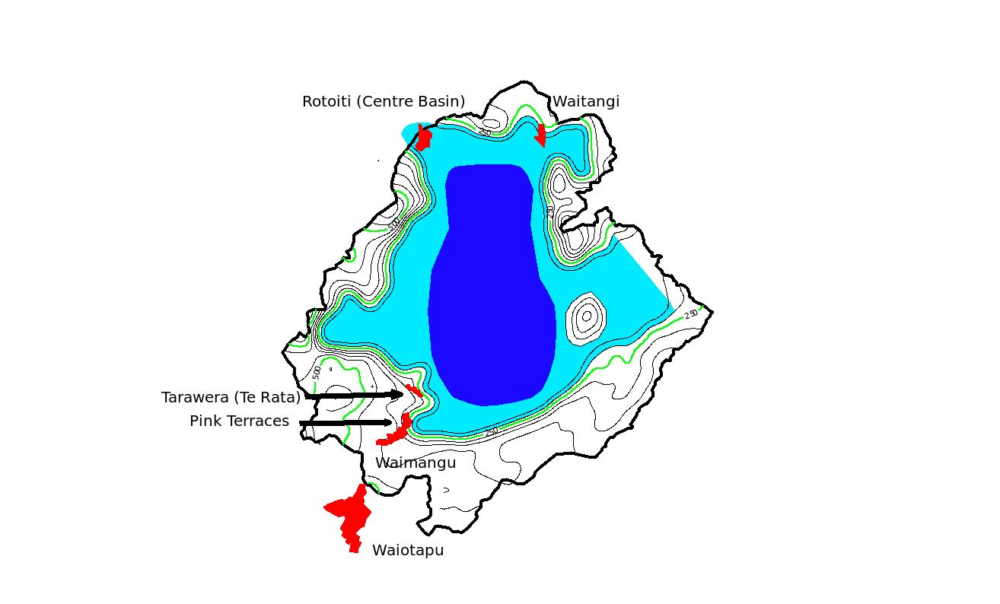 Rotoiti (Centre Basin)
Waitangi
250
250
500
250
500
Tarawera (Te Rata)
Pink Terraces
250
Waimangu
Waiotapu